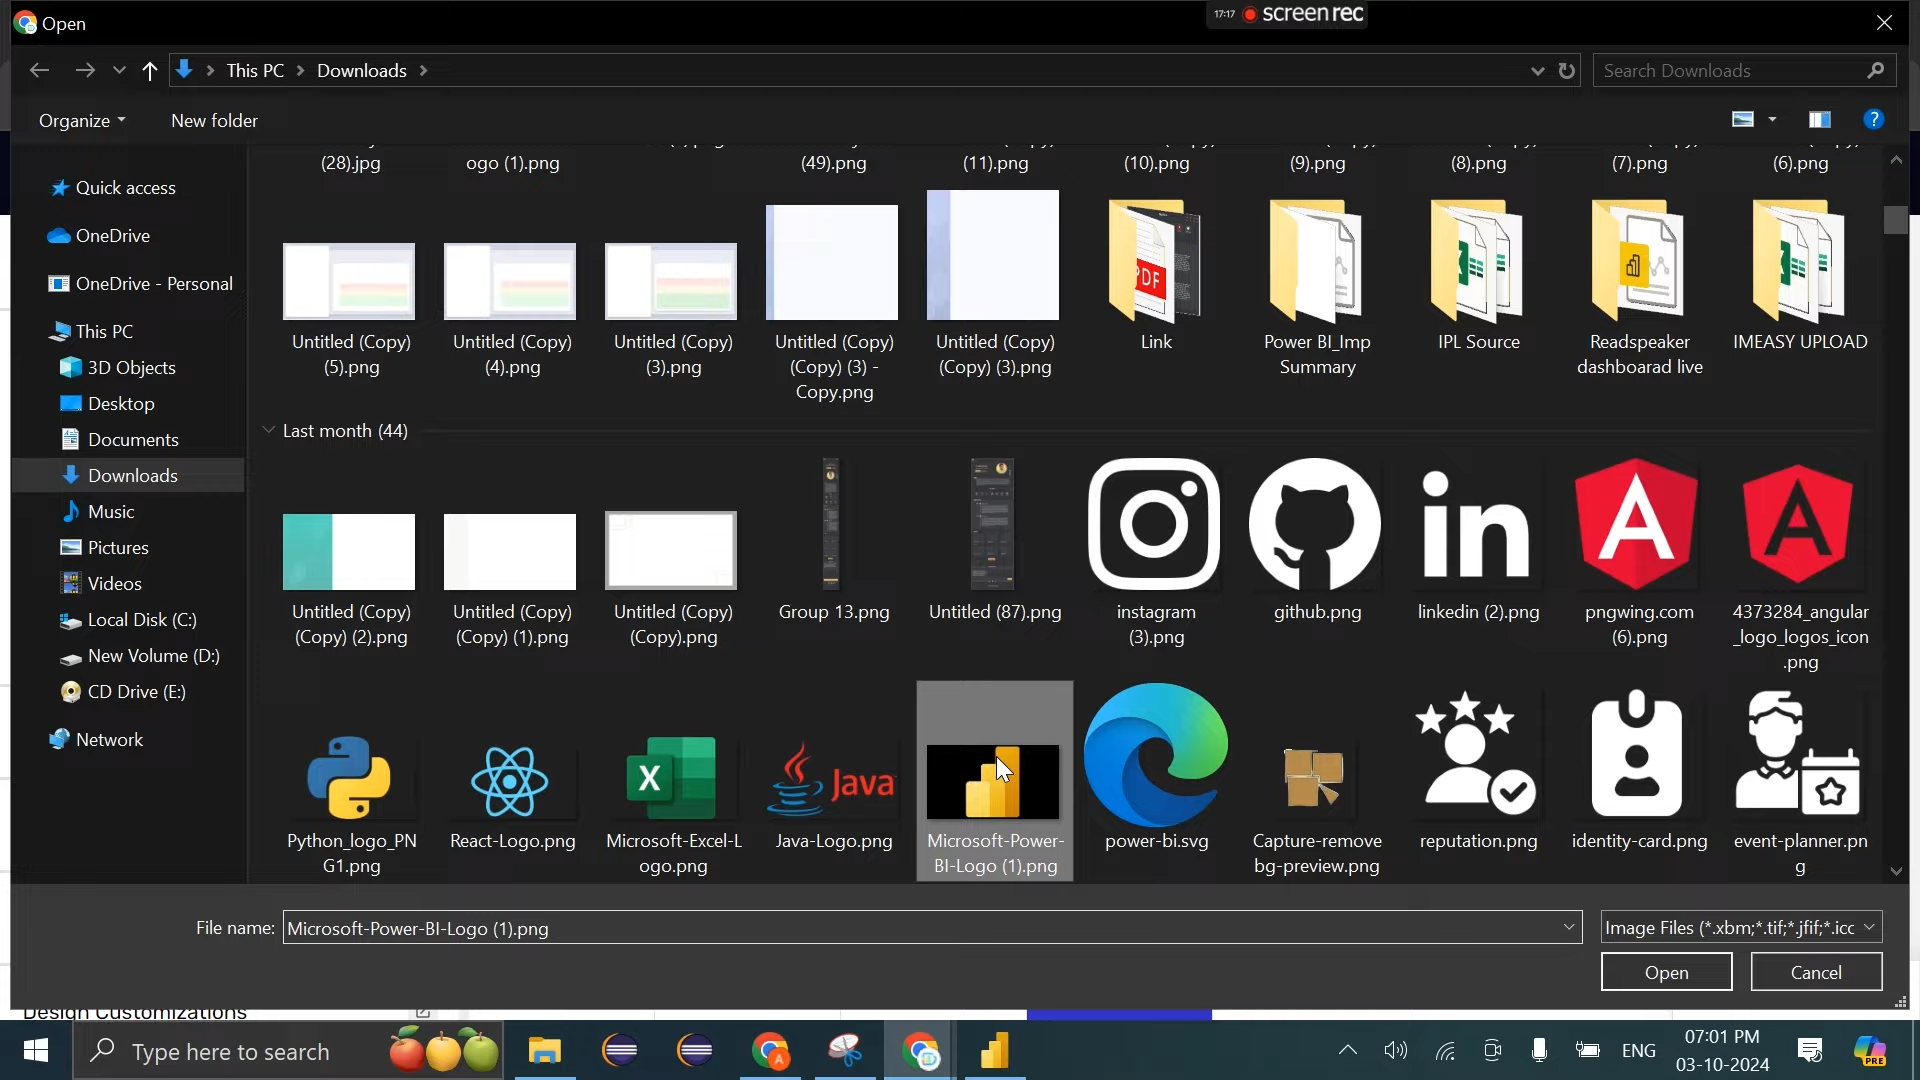 Open
17:17 screenrec
This PC > Downloads >
Search Downloads
Organize
New folder
?
(28).jpg
ogo (1).png
(49).png
(11).png
(10).png
(9).png
(8).png
(7).png
(6).png
Quick access
OneDrive
OneDrive - Personal
This PC
3D Objects
Desktop
Documents
Downloads
Music
Pictures
Videos
Local Disk (C:)
New Volume (D:)
CD Drive (E:)
Network
Untitled (Copy)
(5).png
Untitled (Copy)
(4).png
Untitled (Copy)
(3).png
Untitled (Copy)
(Copy) (3) -
Copy.png
Untitled (Copy)
(Copy) (3).png
Link
Power BI_Imp
Summary
IPL Source
Readspeaker
dashboarad live
IMEASY UPLOAD
Last month (44)
Untitled (Copy)
(Copy) (2).png
Untitled (Copy)
(Copy) (1).png
Untitled (Copy)
(Copy).png
Group 13.png
Untitled (87).png
instagram
(3).png
github.png
in
linkedin (2).png
pngwing.com
(6).png
4373284_angular
_logo_logos_icon
.png
Python_logo_PN
G1.png
React-Logo.png
X
Microsoft-Excel-L
ogo.png
Java
Java-Logo.png
Microsoft-Power-
BI-Logo (1).png
power-bi.svg
Capture-remove
bg-preview.png
reputation.png
identity-card.png
event-planner.pn
g
File name:
Microsoft-Power-BI-Logo (1).png
Image Files (*.xbm;*.tif;*.jfif;*.icc
Open
Cancel
Design Customizations
Type here to search
ENG
07:01 PM
03-10-2024
PRE